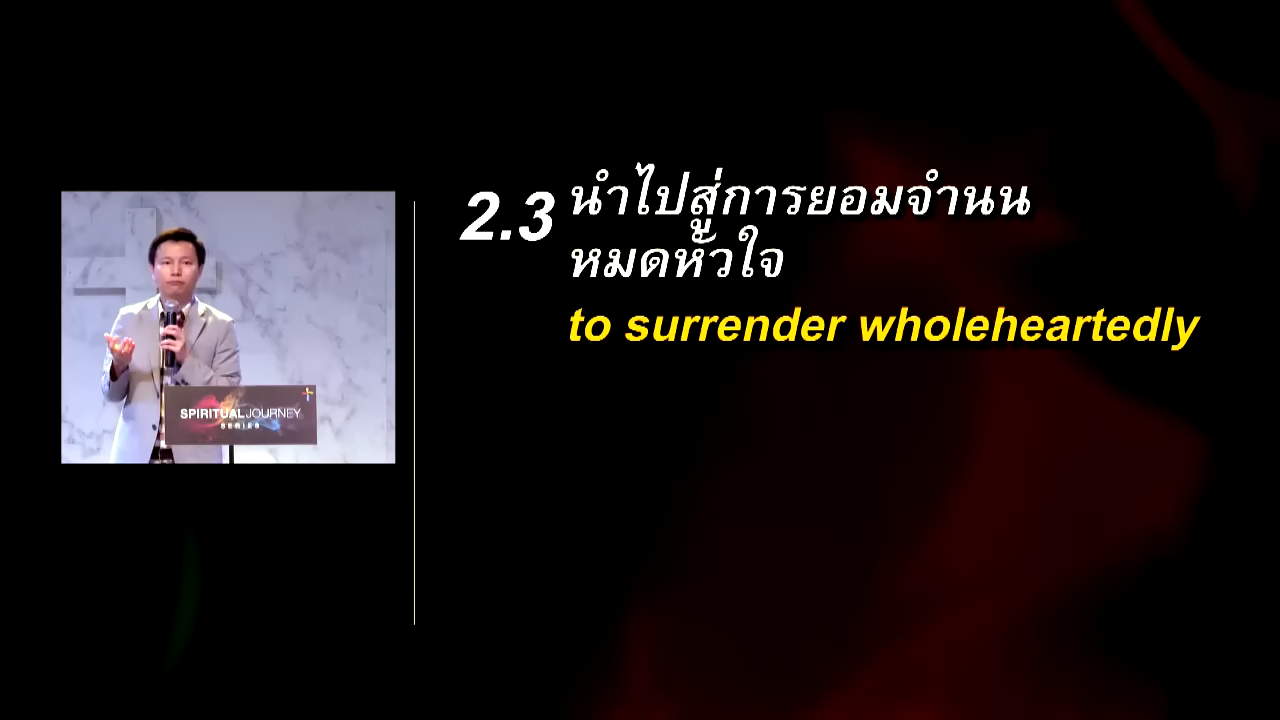 2.3 นำไปสู่การยอมจำนน
หมดหัวใจ
to surrender wholeheartedly
SPIRITUAL JOURNEY
SERIES